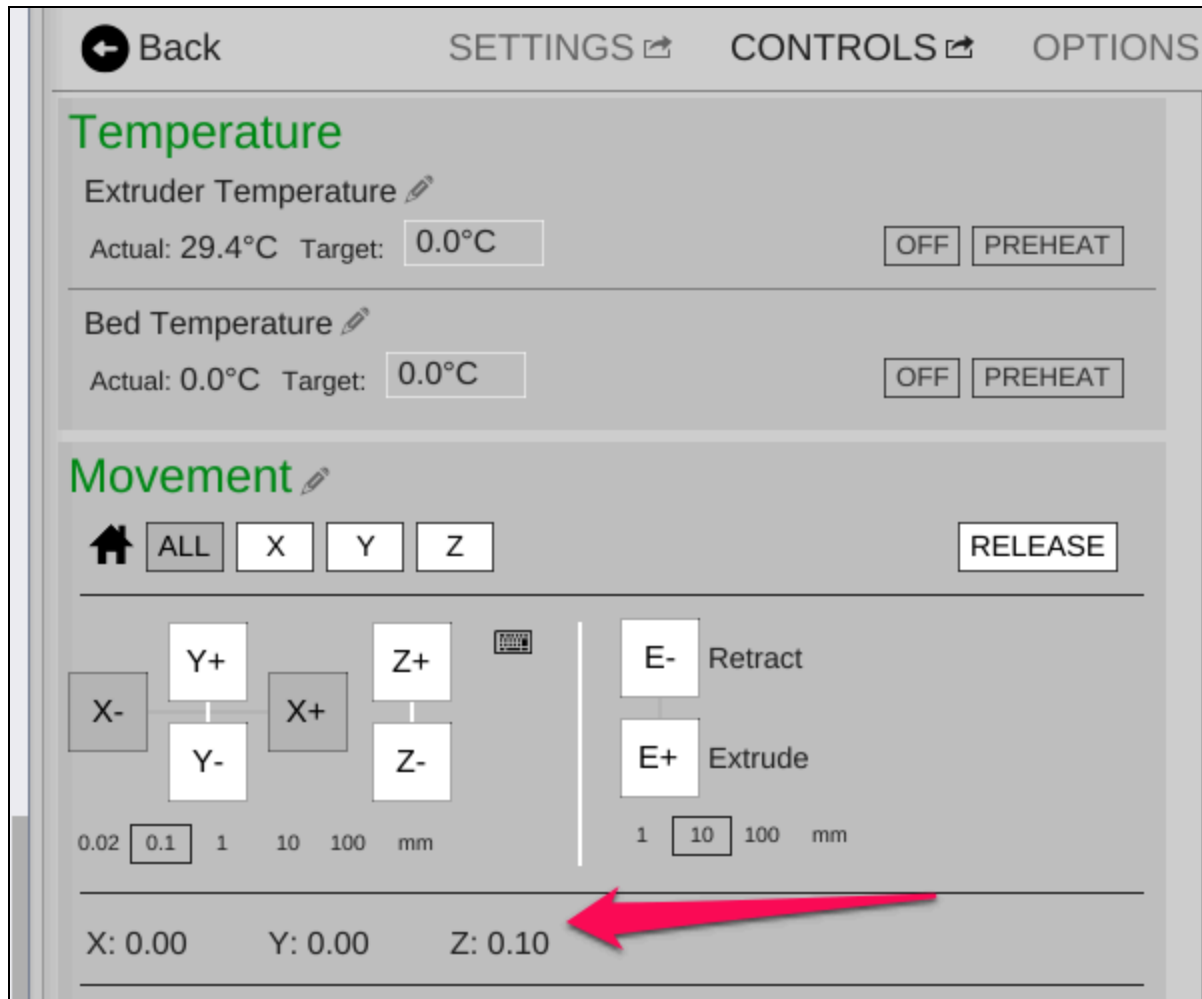 Back SETTINGS CONTROLS OPTIONS
Temperature
Extruder Temperature
Actual: 29.4°C Target: 0.0°C OFF PREHEAT
Bed Temperature
Actual: 0.0°C Target: 0.0°C OFF PREHEAT
Movement
ALL X Y Z RELEASE
Y+ Z+ E- Retract
X- X+
Y- Z- E+ Extrude
0.02 0.1 1 10 100 mm 1 10 100 mm
X: 0.00 Y: 0.00 Z: 0.10